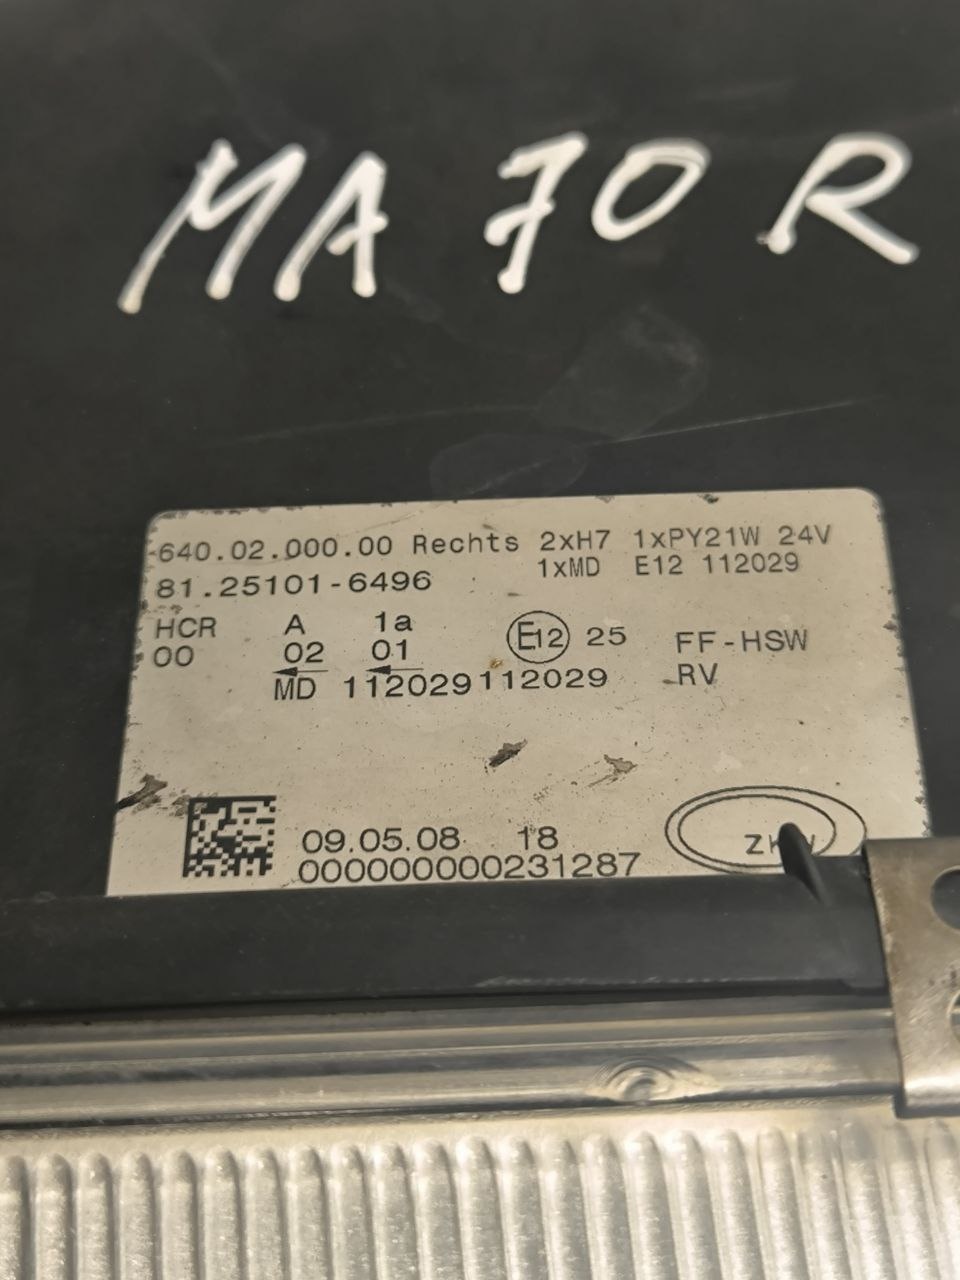 MA 70 R
640.02.000.00 Rechts 2xH7 1xPY21W 24V
81.25101-6496 1xMD E12 112029
HCR A 1a E12 25 FF-HSW
00 02 01 RV
MD 112029112029
09.05.08 18
000000000231287
ZKW